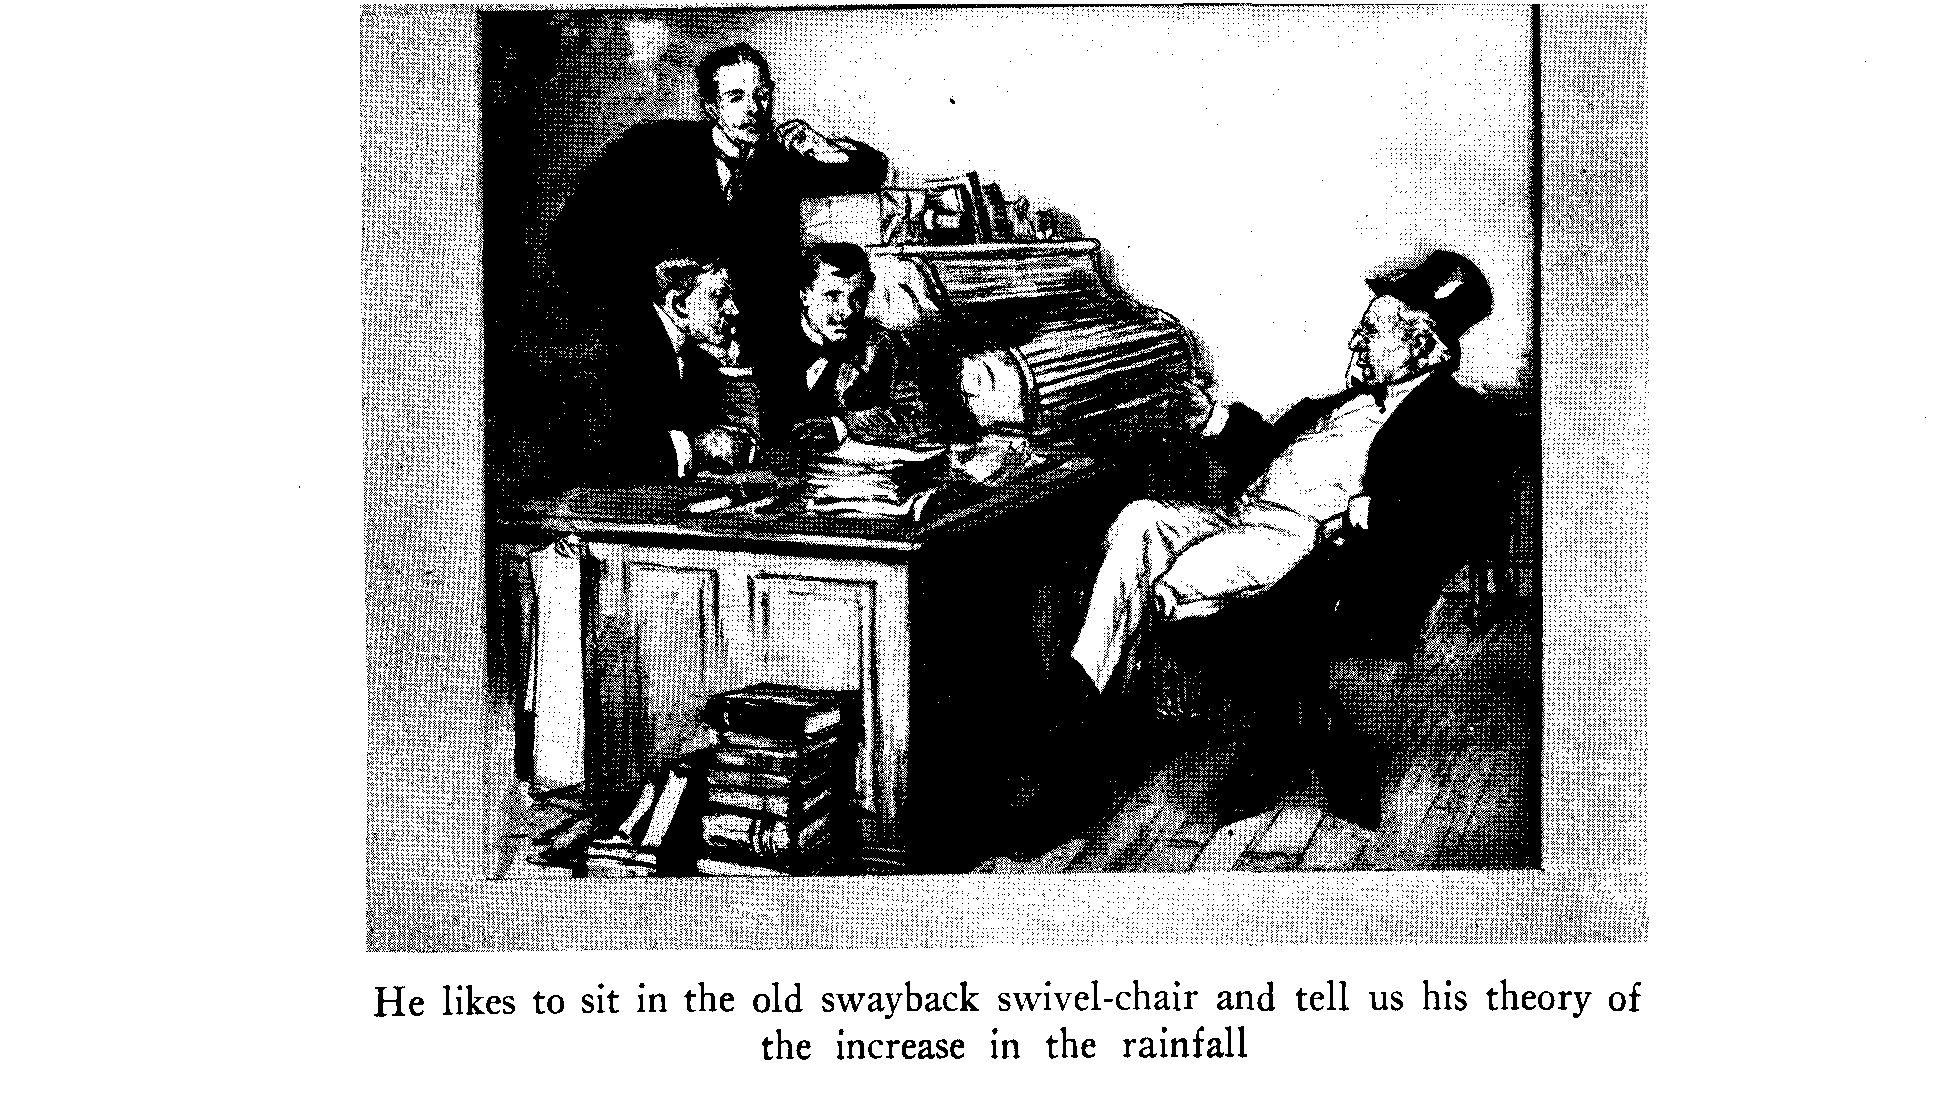 He likes to sit in the old swayback swivel-chair and tell us his theory of
the increase in the rainfall